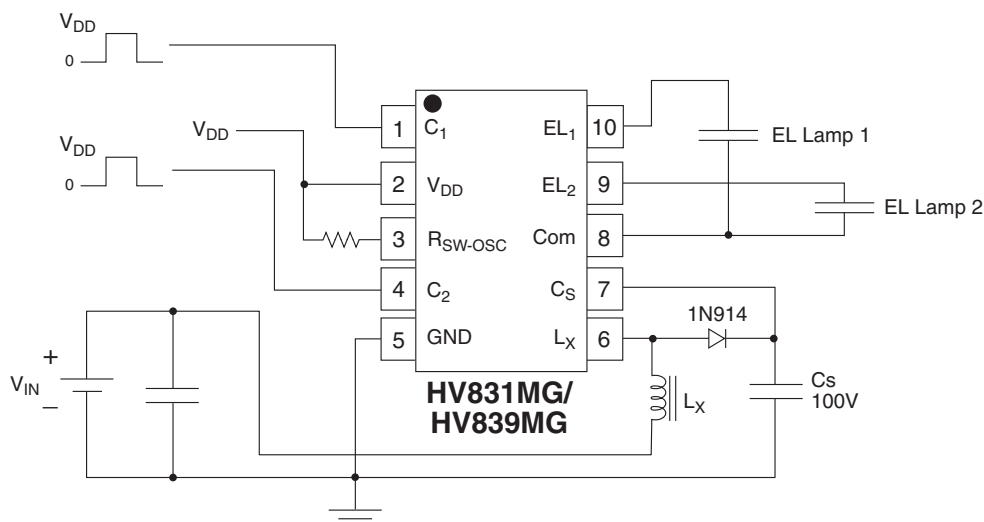 VDD
0
VDD
0
VDD
1 C1
2 VDD
3 RSW-OSC
4 C2
5 GND
EL1 10
EL2 9
Com 8
CS 7
LX 6
EL Lamp 1
EL Lamp 2
1N914
LX
Cs
100V
+
VIN
–
HV831MG/
HV839MG